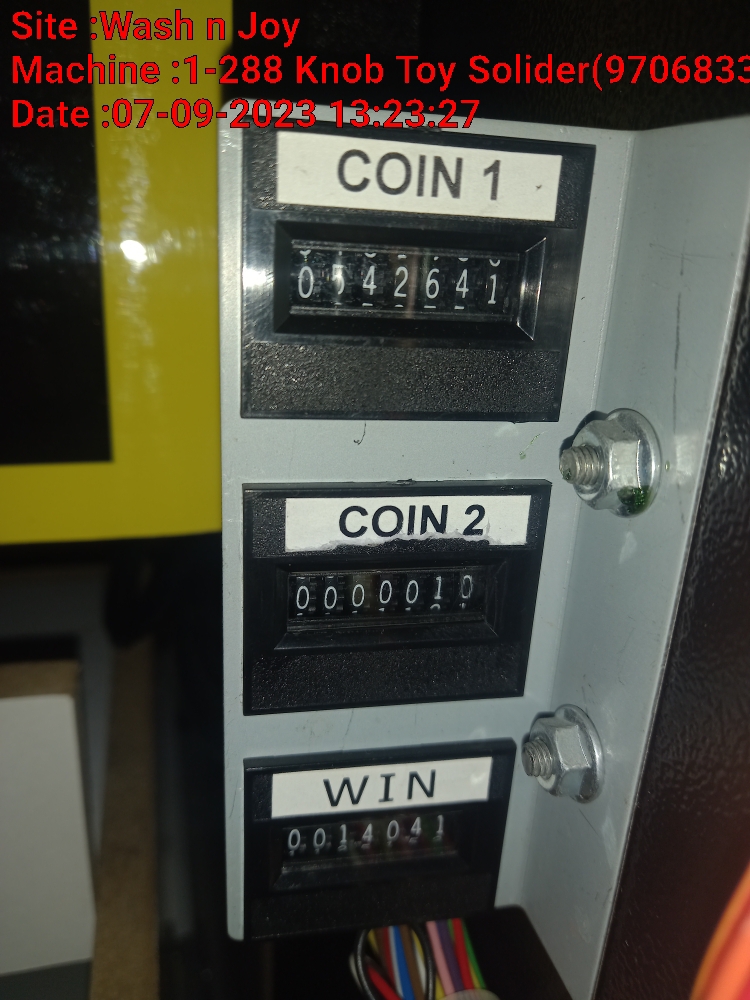 Site :Wash n Joy
Machine :1-288 Knob Toy Solider(9706833
Date :07-09-2023 13:23:27
COIN 1
0542641
COIN 2
0000010
WIN
0014041